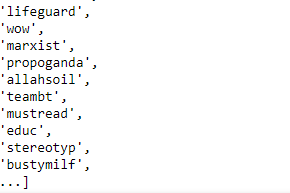 'lifeguard',
'wow',
'marxist',
'propoganda',
'allahsoil',
'teambt',
'mustread',
'educ',
'stereotyp',
'bustymilf',
...]